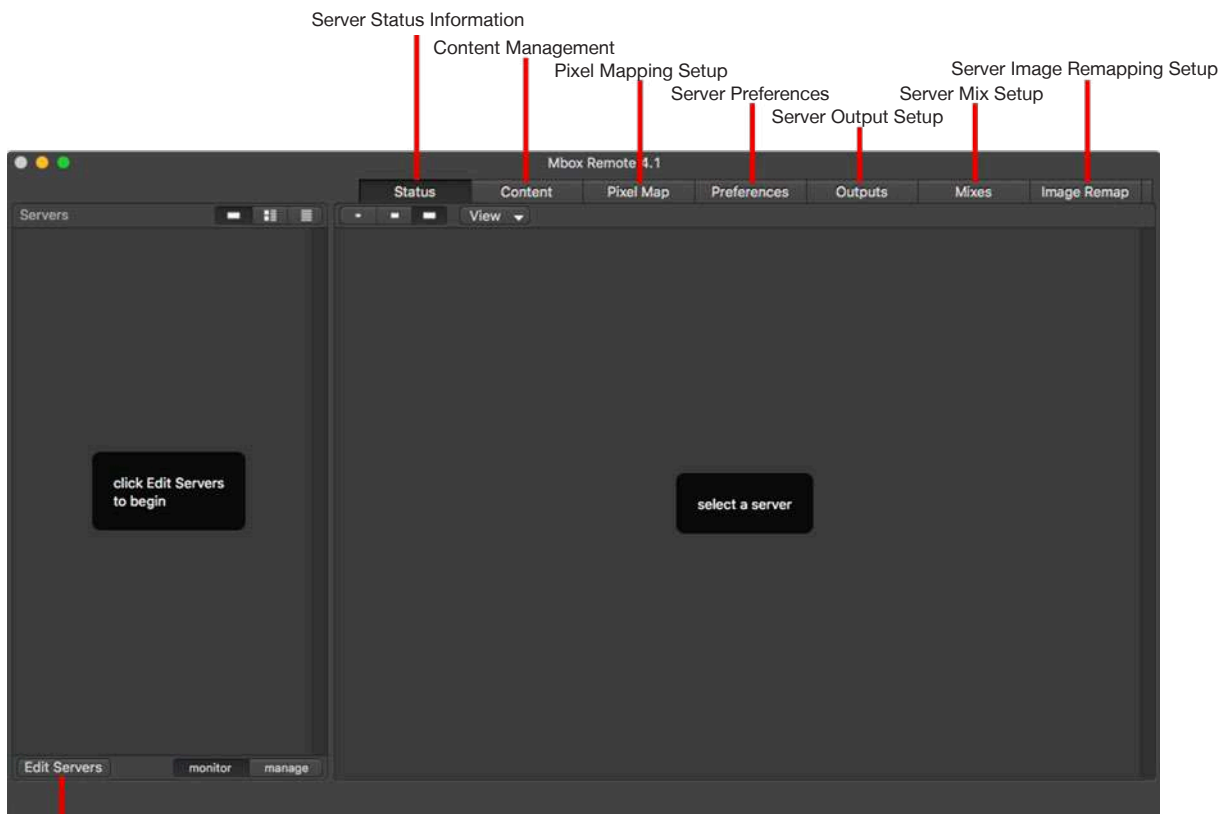 Server Status Information
Content Management
Pixel Mapping Setup
Server Image Remapping Setup
Server Preferences
Server Mix Setup
Server Output Setup
Mbox Remote 4.1
Status
Content
Pixel Map
Preferences
Outputs
Mixes
Image Remap
Servers
View
click Edit Servers
to begin
select a server
Edit Servers
monitor
manage